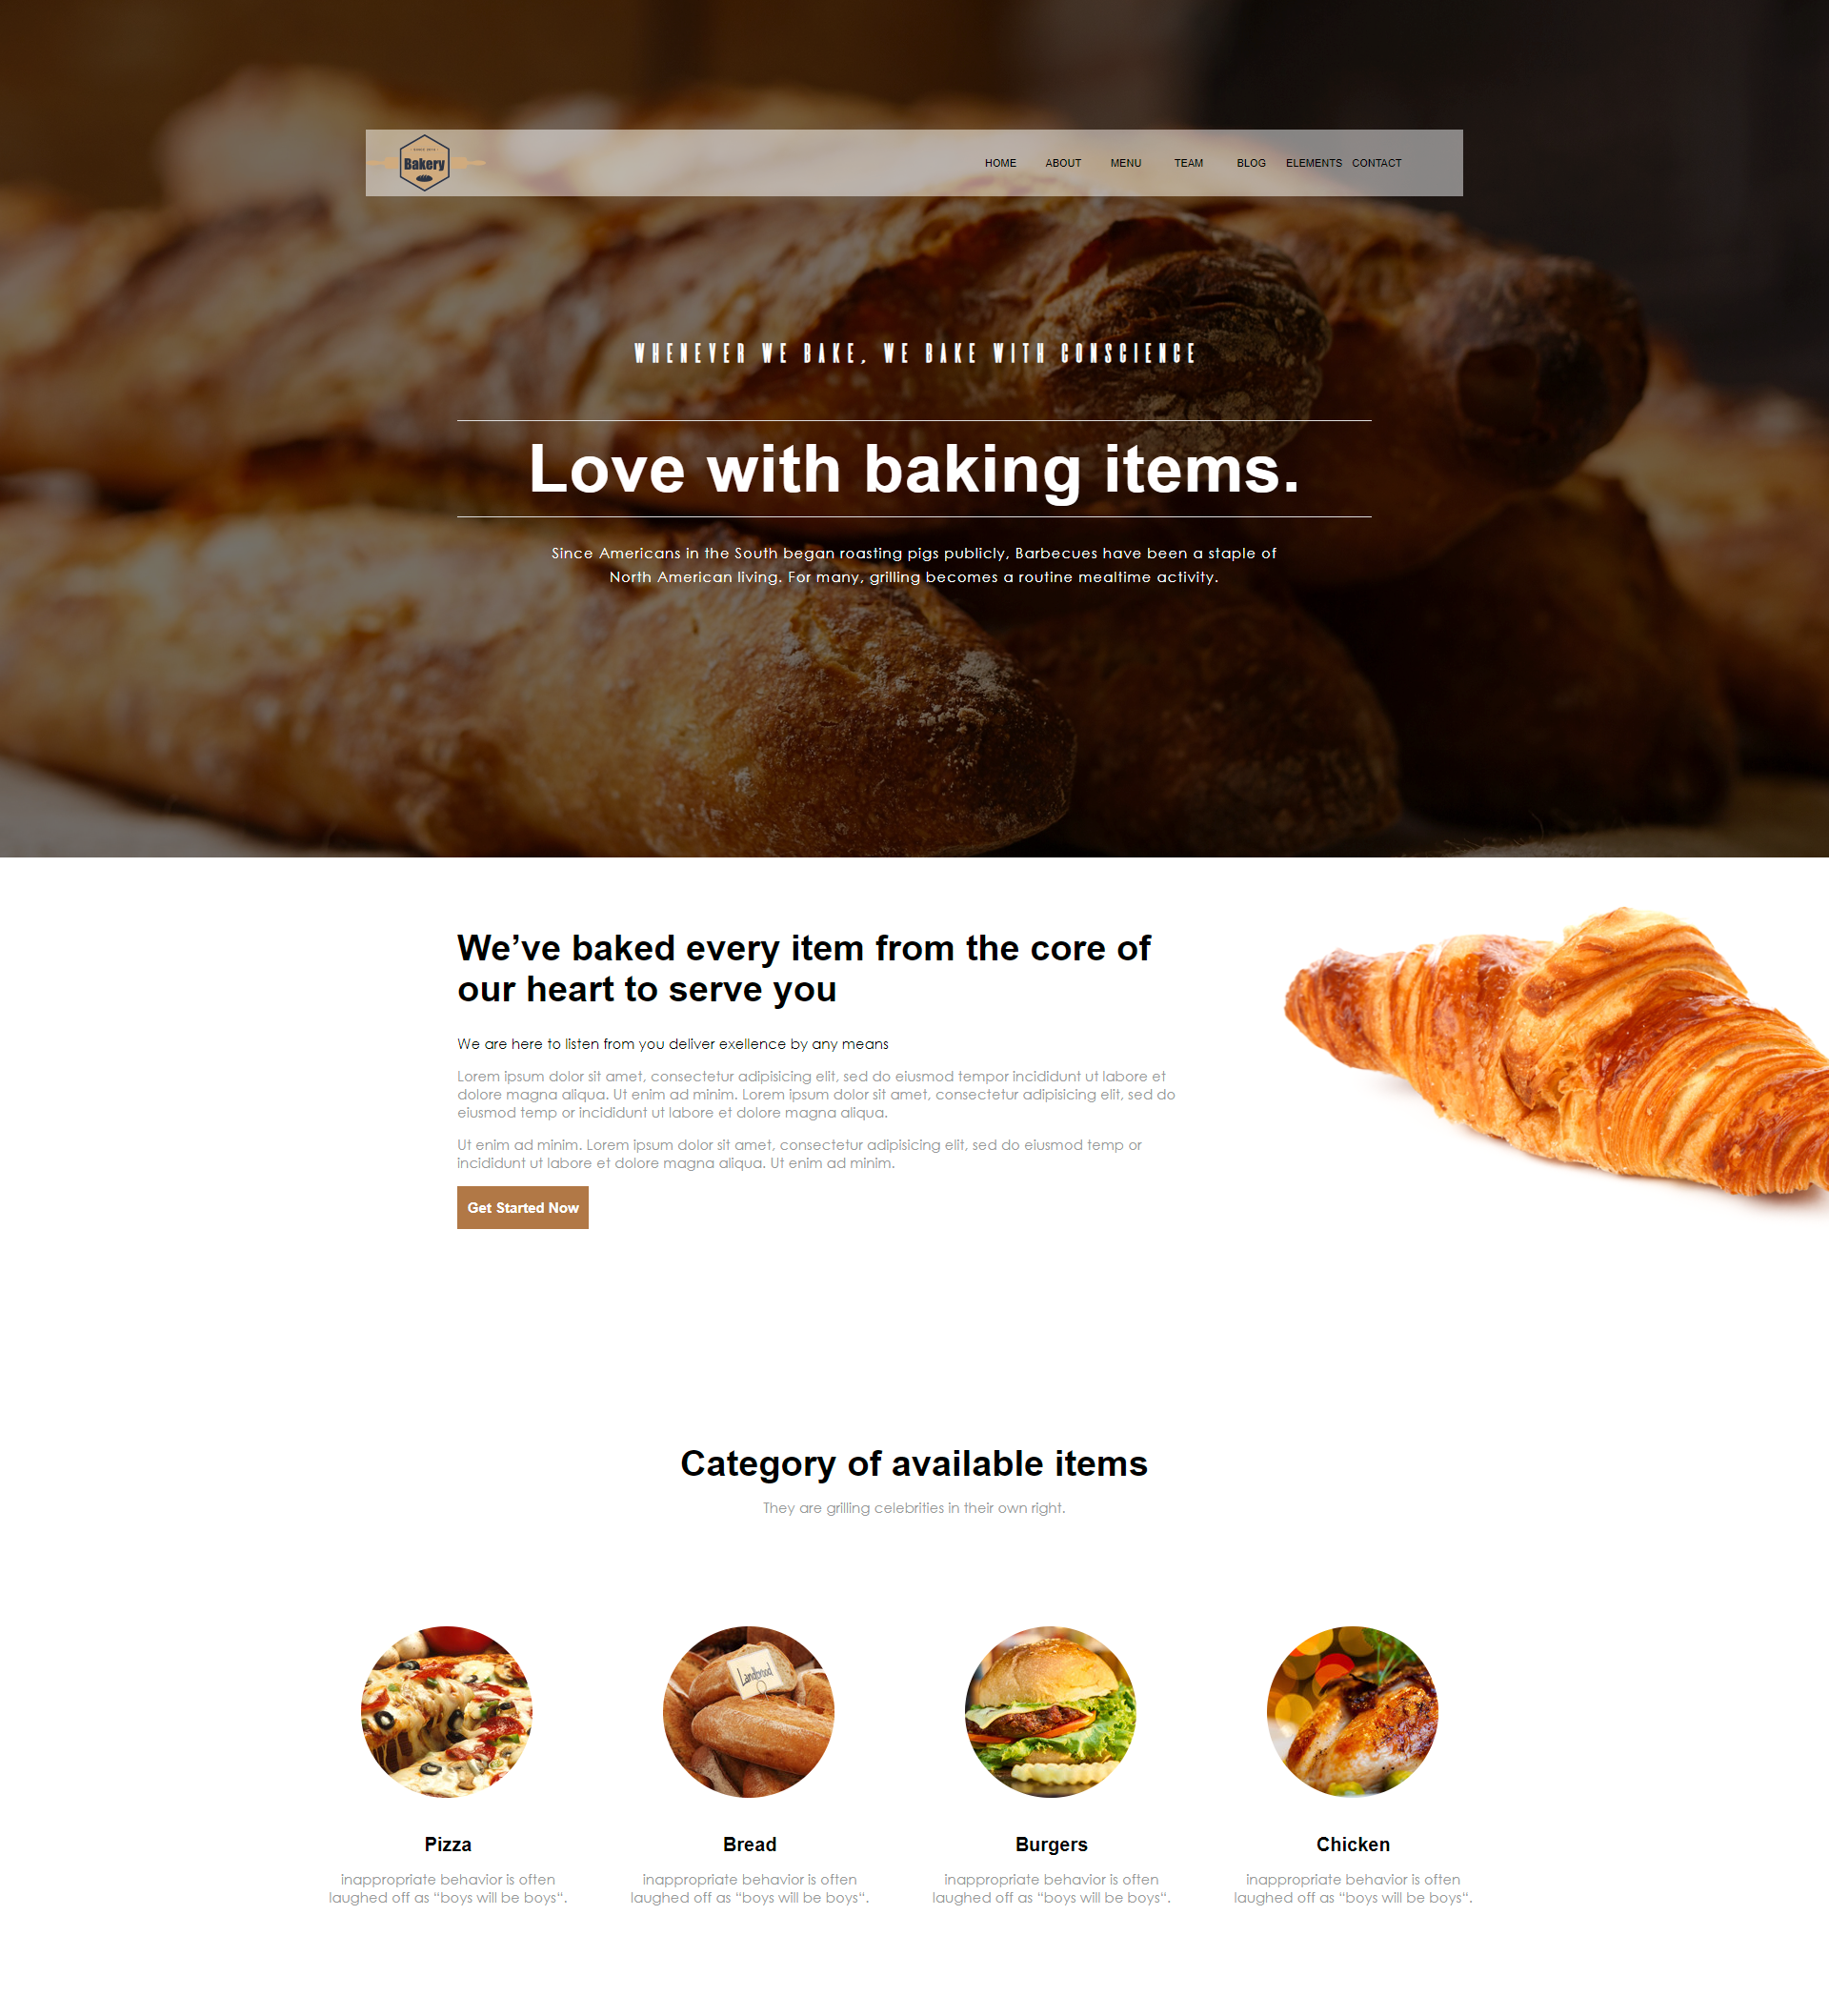 SINCE 2016
Bakery
HOME ABOUT MENU TEAM BLOG ELEMENTS CONTACT
WHENEVER WE BAKE, WE BAKE WITH CONSCIENCE
Love with baking items.
Since Americans in the South began roasting pigs publicly, Barbecues have been a staple of
North American living. For many, grilling becomes a routine mealtime activity.
We’ve baked every item from the core of
our heart to serve you
We are here to listen from you deliver exellence by any means
Lorem ipsum dolor sit amet, consectetur adipisicing elit, sed do eiusmod tempor incididunt ut labore et
dolore magna aliqua. Ut enim ad minim. Lorem ipsum dolor sit amet, consectetur adipisicing elit, sed do
eiusmod temp or incididunt ut labore et dolore magna aliqua.
Ut enim ad minim. Lorem ipsum dolor sit amet, consectetur adipisicing elit, sed do eiusmod temp or
incididunt ut labore et dolore magna aliqua. Ut enim ad minim.
Get Started Now
Category of available items
They are grilling celebrities in their own right.
Landbrood
Pizza
inappropriate behavior is often
laughed off as “boys will be boys“.
Bread
inappropriate behavior is often
laughed off as “boys will be boys“.
Burgers
inappropriate behavior is often
laughed off as “boys will be boys“.
Chicken
inappropriate behavior is often
laughed off as “boys will be boys“.